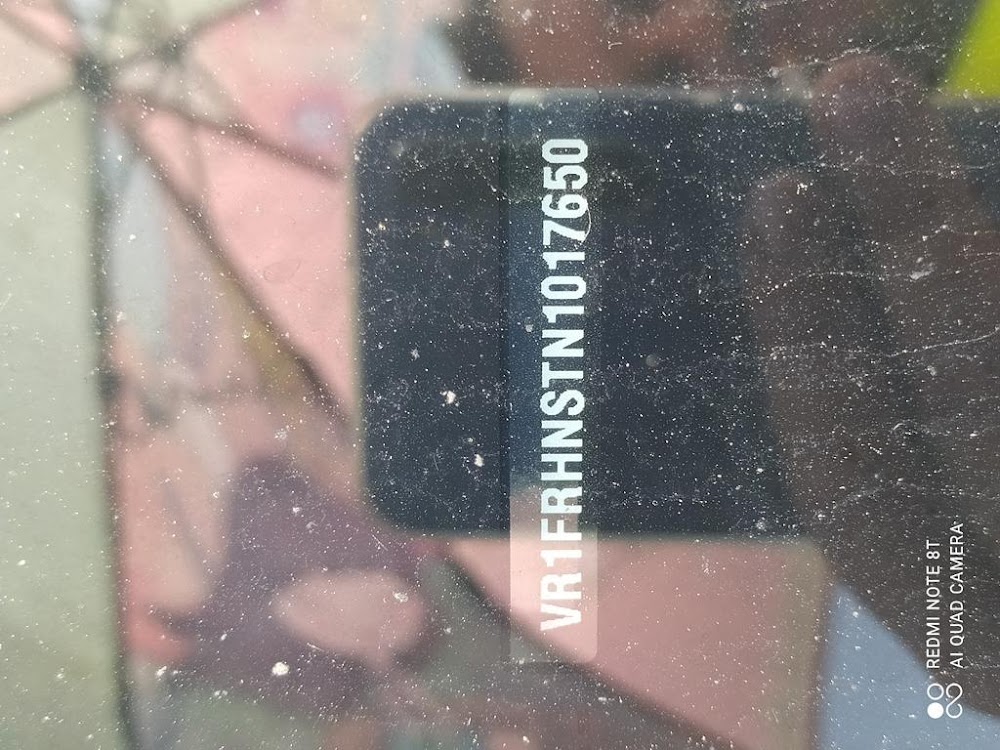 VR1FRHNSTN1017650
REDMI NOTE 8T
AI QUAD CAMERA